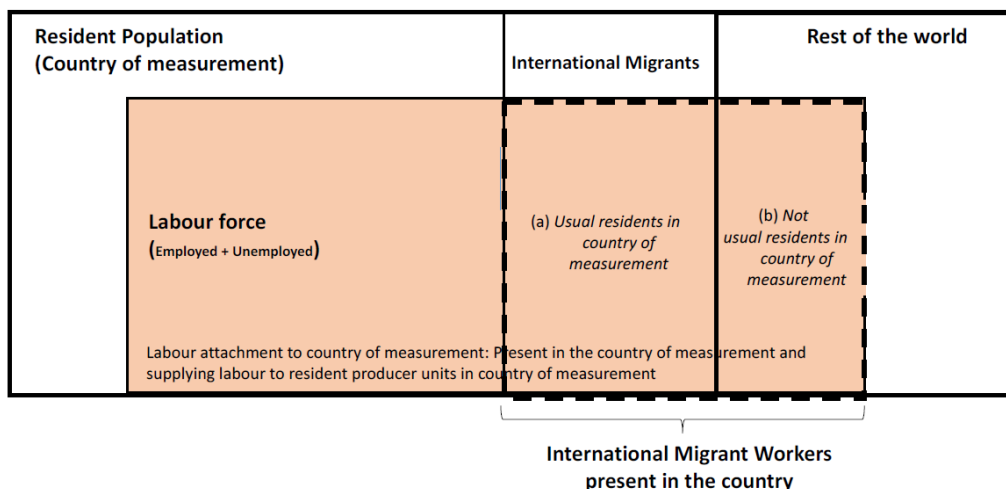 Resident Population
(Country of measurement)
International Migrants
Rest of the world
Labour force
(Employed + Unemployed)
(a) Usual residents in
country of
measurement
(b) Not
usual residents in
country of
measurement
Labour attachment to country of measurement: Present in the country of measurement and
supplying labour to resident producer units in country of measurement
International Migrant Workers
present in the country